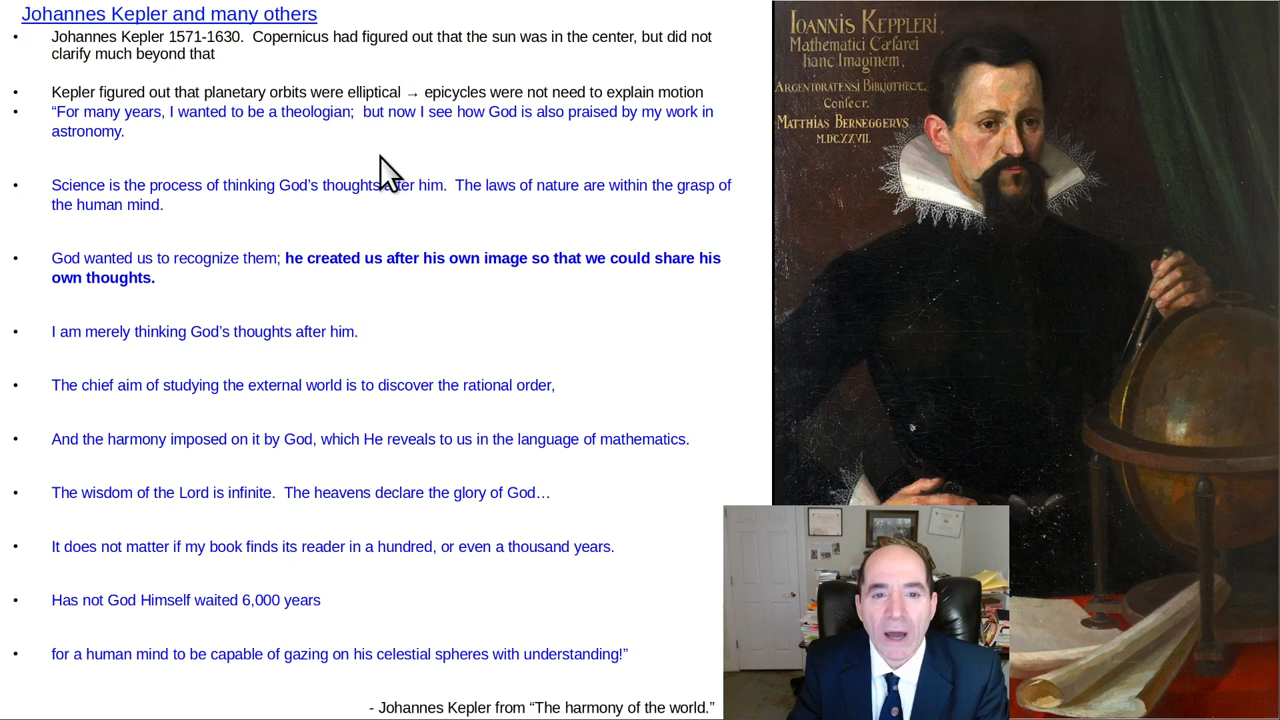 Johannes Kepler and many others
• Johannes Kepler 1571-1630.  Copernicus had figured out that the sun was in the center, but did not
clarify much beyond that
• Kepler figured out that planetary orbits were elliptical → epicycles were not need to explain motion
• “For many years, I wanted to be a theologian;  but now I see how God is also praised by my work in
astronomy.
• Science is the process of thinking God’s thoughts after him.  The laws of nature are within the grasp of
the human mind.
• God wanted us to recognize them; he created us after his own image so that we could share his
own thoughts.
• I am merely thinking God’s thoughts after him.
• The chief aim of studying the external world is to discover the rational order,
• And the harmony imposed on it by God, which He reveals to us in the language of mathematics.
• The wisdom of the Lord is infinite.  The heavens declare the glory of God…
• It does not matter if my book finds its reader in a hundred, or even a thousand years.
• Has not God Himself waited 6,000 years
• for a human mind to be capable of gazing on his celestial spheres with understanding!”
- Johannes Kepler from “The harmony of the world.”
IOANNIS KEPPLERI,
Mathematici Cæsarei
hanc Imaginem,
ARGENTORATENSI BIBLIOTHECÆ,
Consecr.
MATTHIAS BERNEGGERVS
M.DC.XXVII.